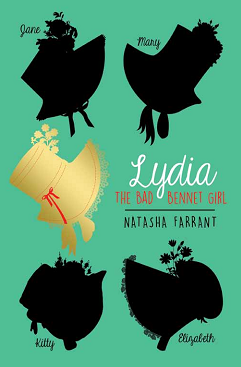 Jane
Mary
Lydia
THE BAD BENNET GIRL
NATASHA FARRANT
Kitty
Elizabeth